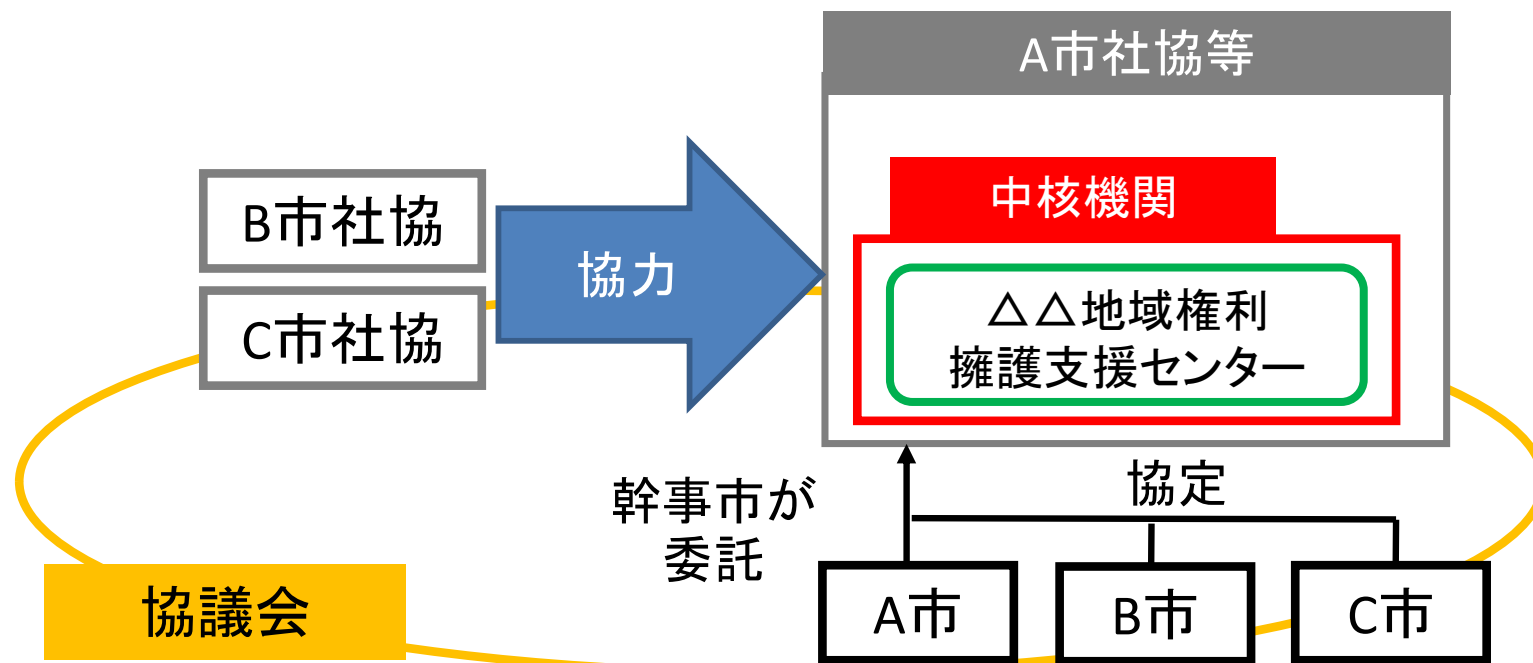 A市社協等
中核機関
B市社協
協力
△△地域権利
擁護支援センター
C市社協
協定
幹事市が
委託
協議会
A市
B市
C市